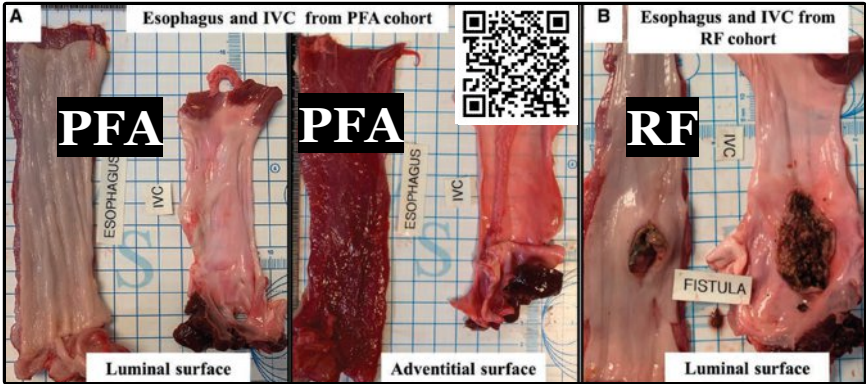 A
Esophagus and IVC from PFA cohort
PFA
ESOPHAGUS
IVC
Luminal surface
PFA
ESOPHAGUS
IVC
Adventitial surface
B
Esophagus and IVC from
RF cohort
RF
IVC
FISTULA
Luminal surface